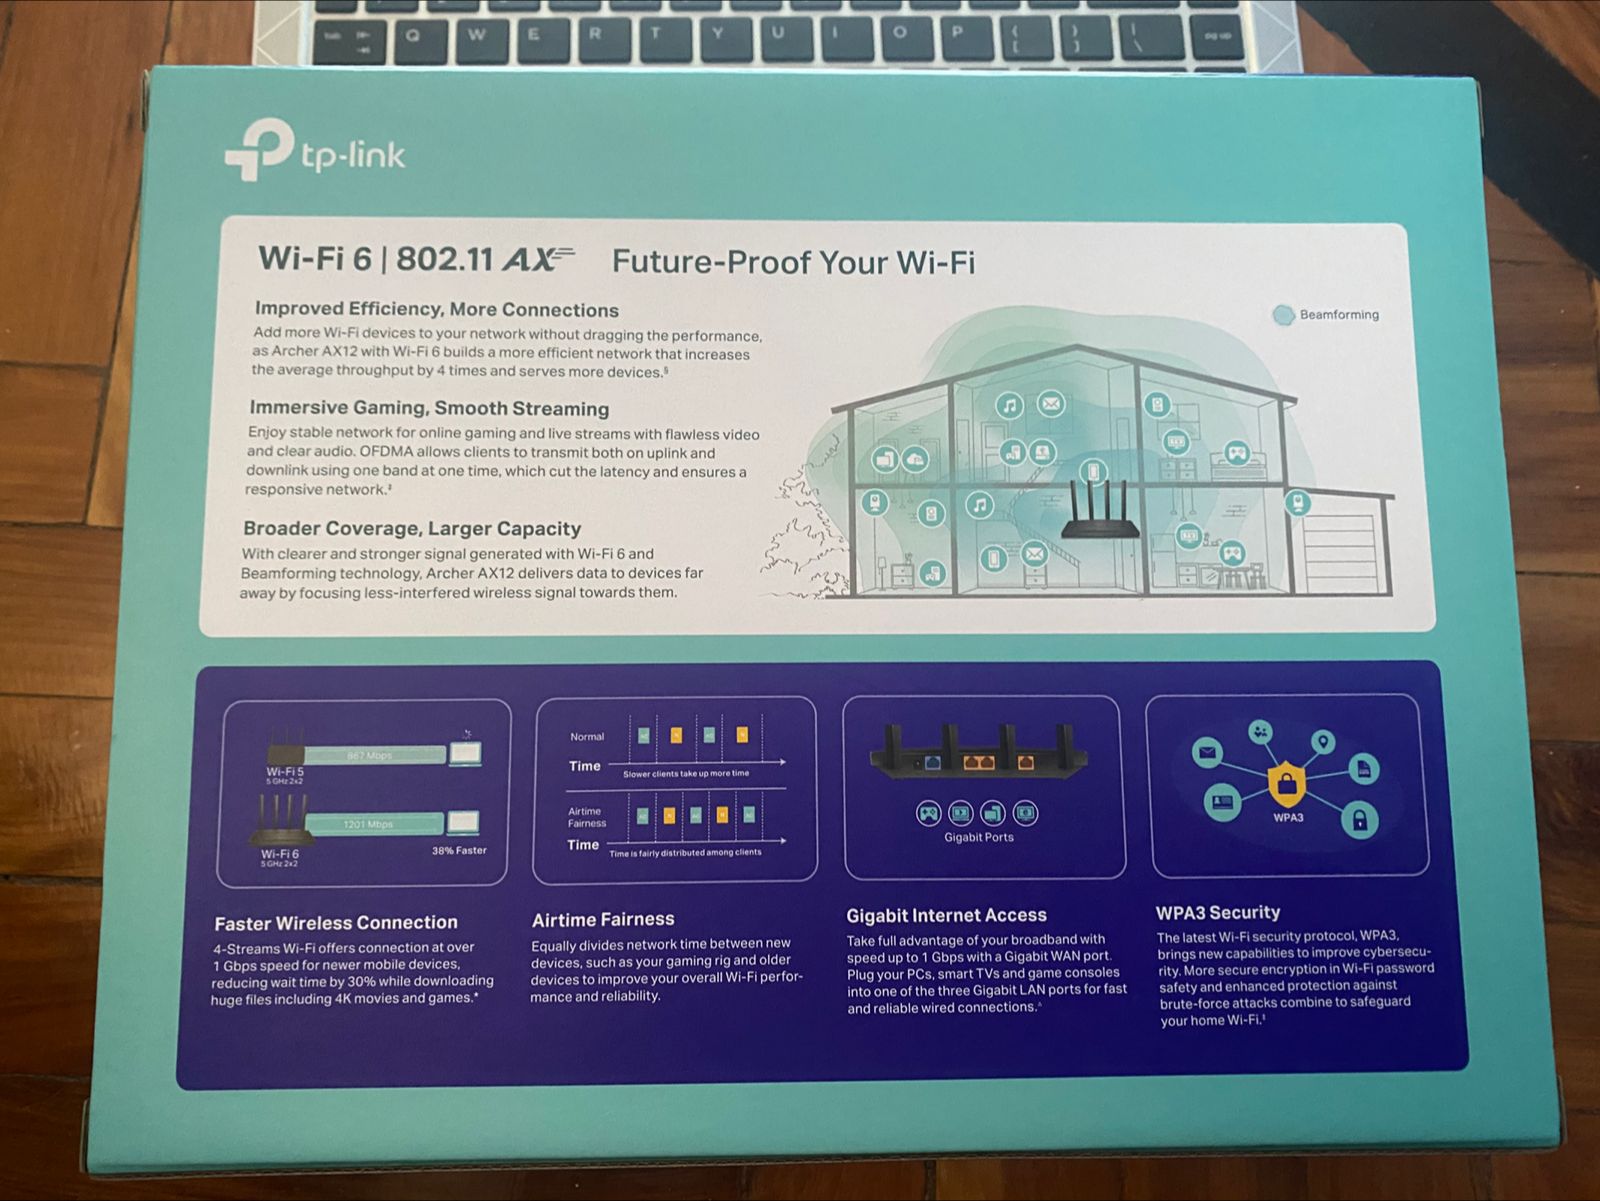 Q W E R T Y U I O P
tp-link
Wi-Fi 6 | 802.11 AX Future-Proof Your Wi-Fi
Improved Efficiency, More Connections
Add more Wi-Fi devices to your network without dragging the performance,
as Archer AX12 with Wi-Fi 6 builds a more efficient network that increases
the average throughput by 4 times and serves more devices.§
Immersive Gaming, Smooth Streaming
Enjoy stable network for online gaming and live streams with flawless video
and clear audio. OFDMA allows clients to transmit both on uplink and
downlink using one band at one time, which cut the latency and ensures a
responsive network.‡
Broader Coverage, Larger Capacity
With clearer and stronger signal generated with Wi-Fi 6 and
Beamforming technology, Archer AX12 delivers data to devices far
away by focusing less-interfered wireless signal towards them.
Beamforming
867 Mbps
Wi-Fi 5
5 GHz 2x2
1201 Mbps
Wi-Fi 6
5 GHz 2x2
38% Faster
Faster Wireless Connection
4-Streams Wi-Fi offers connection at over
1 Gbps speed for newer mobile devices,
reducing wait time by 30% while downloading
huge files including 4K movies and games.*
Normal
Time
Slower clients take up more time
Airtime
Fairness
Time
Time is fairly distributed among clients
Airtime Fairness
Equally divides network time between new
devices, such as your gaming rig and older
devices to improve your overall Wi-Fi perfor-
mance and reliability.
Gigabit Ports
Gigabit Internet Access
Take full advantage of your broadband with
speed up to 1 Gbps with a Gigabit WAN port.
Plug your PCs, smart TVs and game consoles
into one of the three Gigabit LAN ports for fast
and reliable wired connections.^
WPA3
WPA3 Security
The latest Wi-Fi security protocol, WPA3,
brings new capabilities to improve cybersecu-
rity. More secure encryption in Wi-Fi password
safety and enhanced protection against
brute-force attacks combine to safeguard
your home Wi-Fi.‡